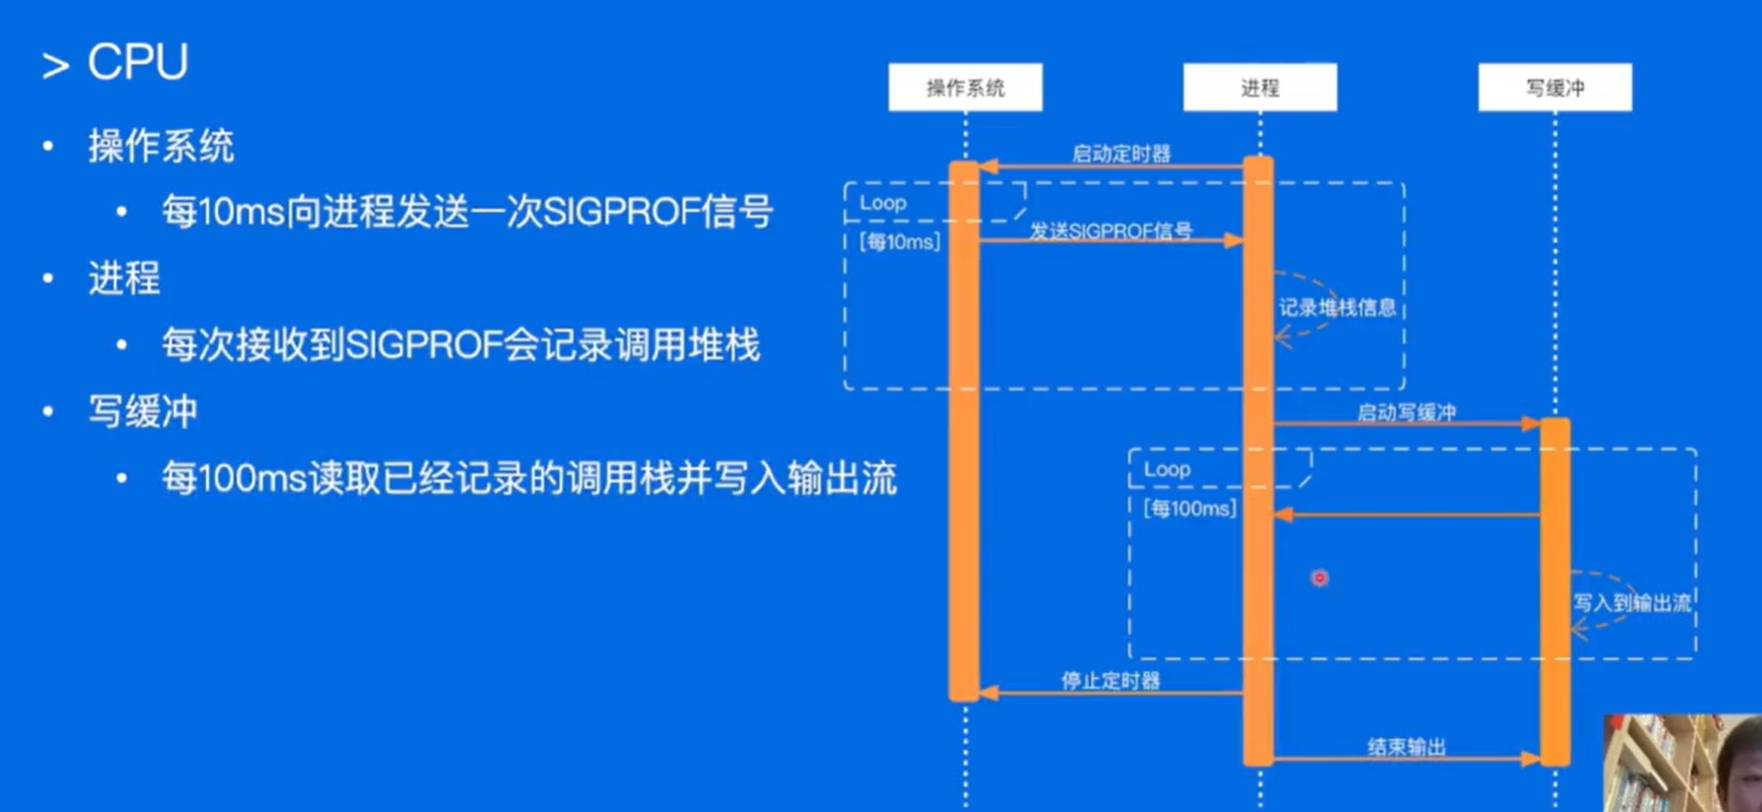 > CPU
• 操作系统
• 每10ms向进程发送一次SIGPROF信号
• 进程
• 每次接收到SIGPROF会记录调用堆栈
• 写缓冲
• 每100ms读取已经记录的调用栈并写入输出流
操作系统
进程
写缓冲
启动定时器
Loop
[每10ms]
发送SIGPROF信号
记录堆栈信息
启动写缓冲
Loop
[每100ms]
写入到输出流
停止定时器
结束输出